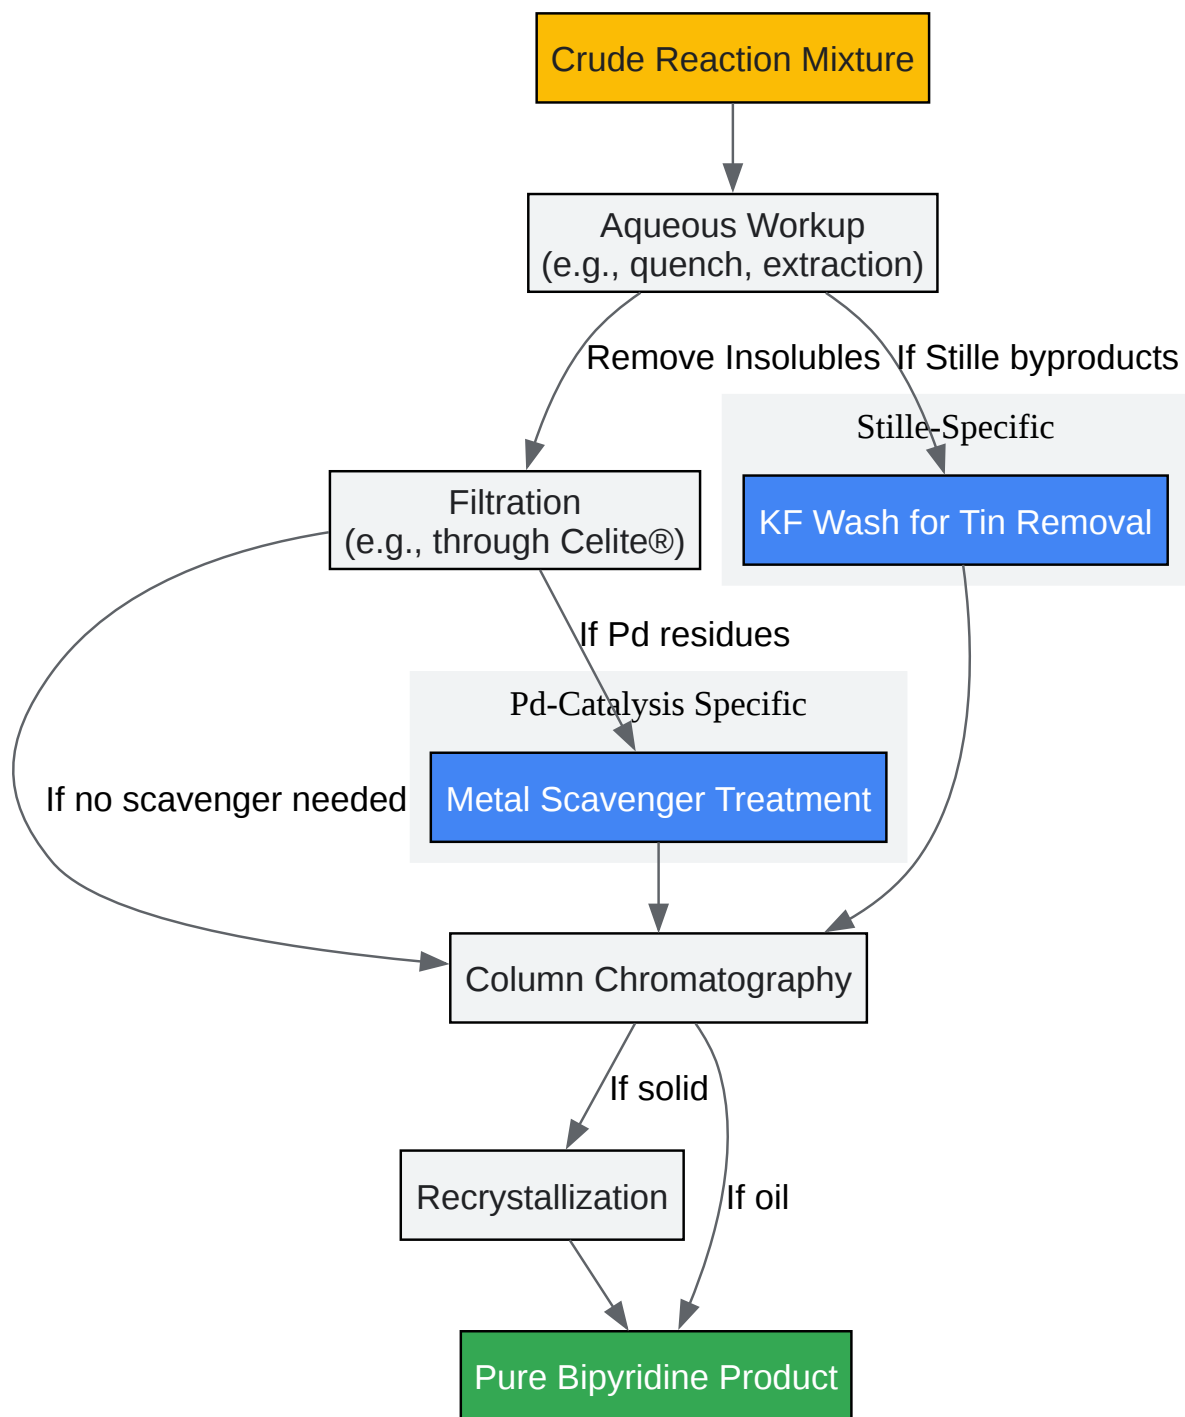 Crude Reaction Mixture
Aqueous Workup
(e.g., quench, extraction)
Remove Insolubles
If Stille byproducts
Stille-Specific
Filtration
(e.g., through Celite®)
KF Wash for Tin Removal
If Pd residues
Pd-Catalysis Specific
If no scavenger needed
Metal Scavenger Treatment
Column Chromatography
If solid
Recrystallization
If oil
Pure Bipyridine Product